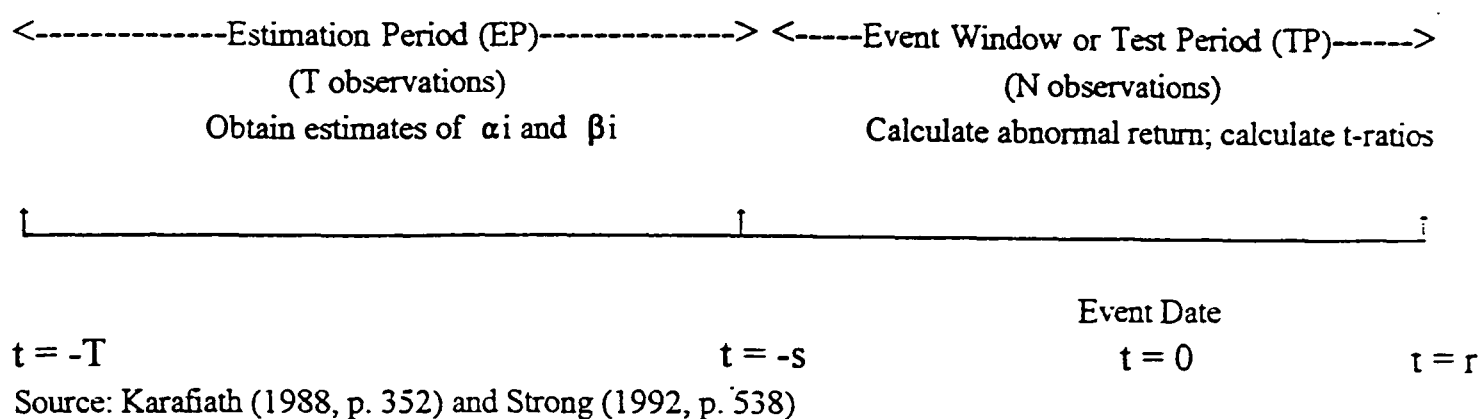 <--------------Estimation Period (EP)--------------> <-----Event Window or Test Period (TP)------->
(T observations) (N observations)
Obtain estimates of αi and βi Calculate abnormal return; calculate t-ratios
Event Date
t = -T t = -s t = 0 t = r
Source: Karafiath (1988, p. 352) and Strong (1992, p. 538)